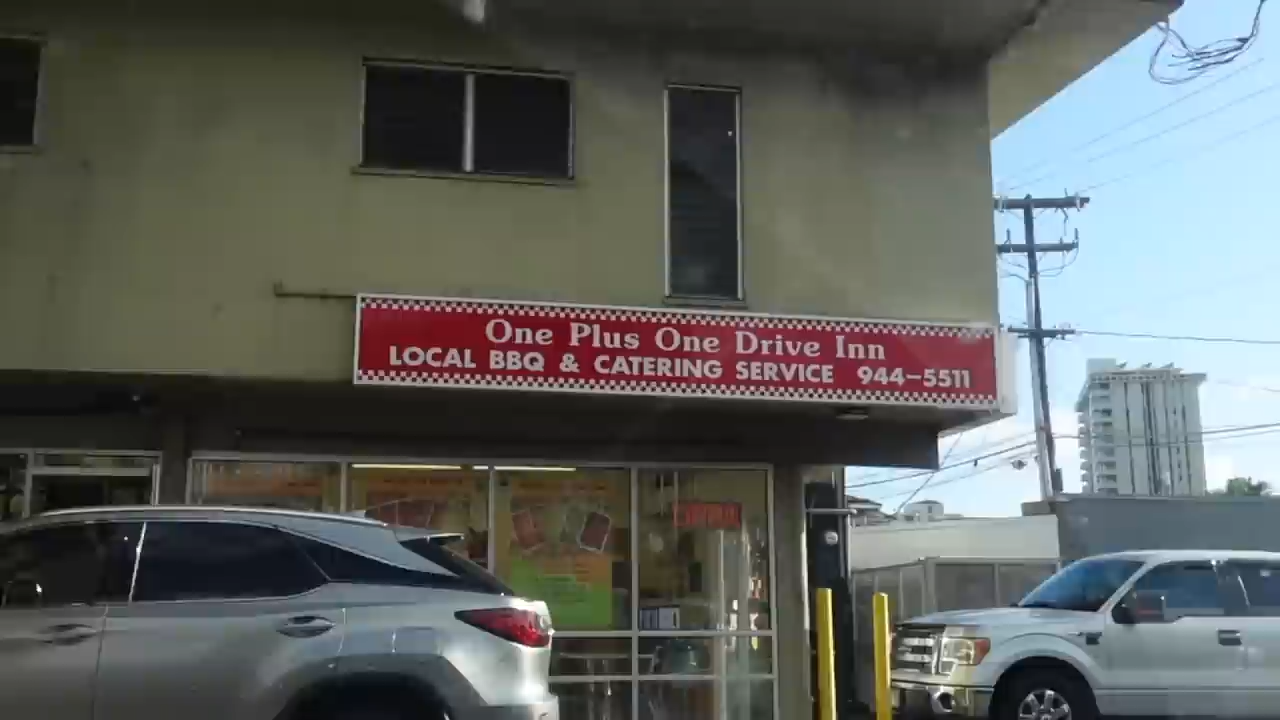 One Plus One Drive Inn
LOCAL BBQ & CATERING SERVICE 944-5511